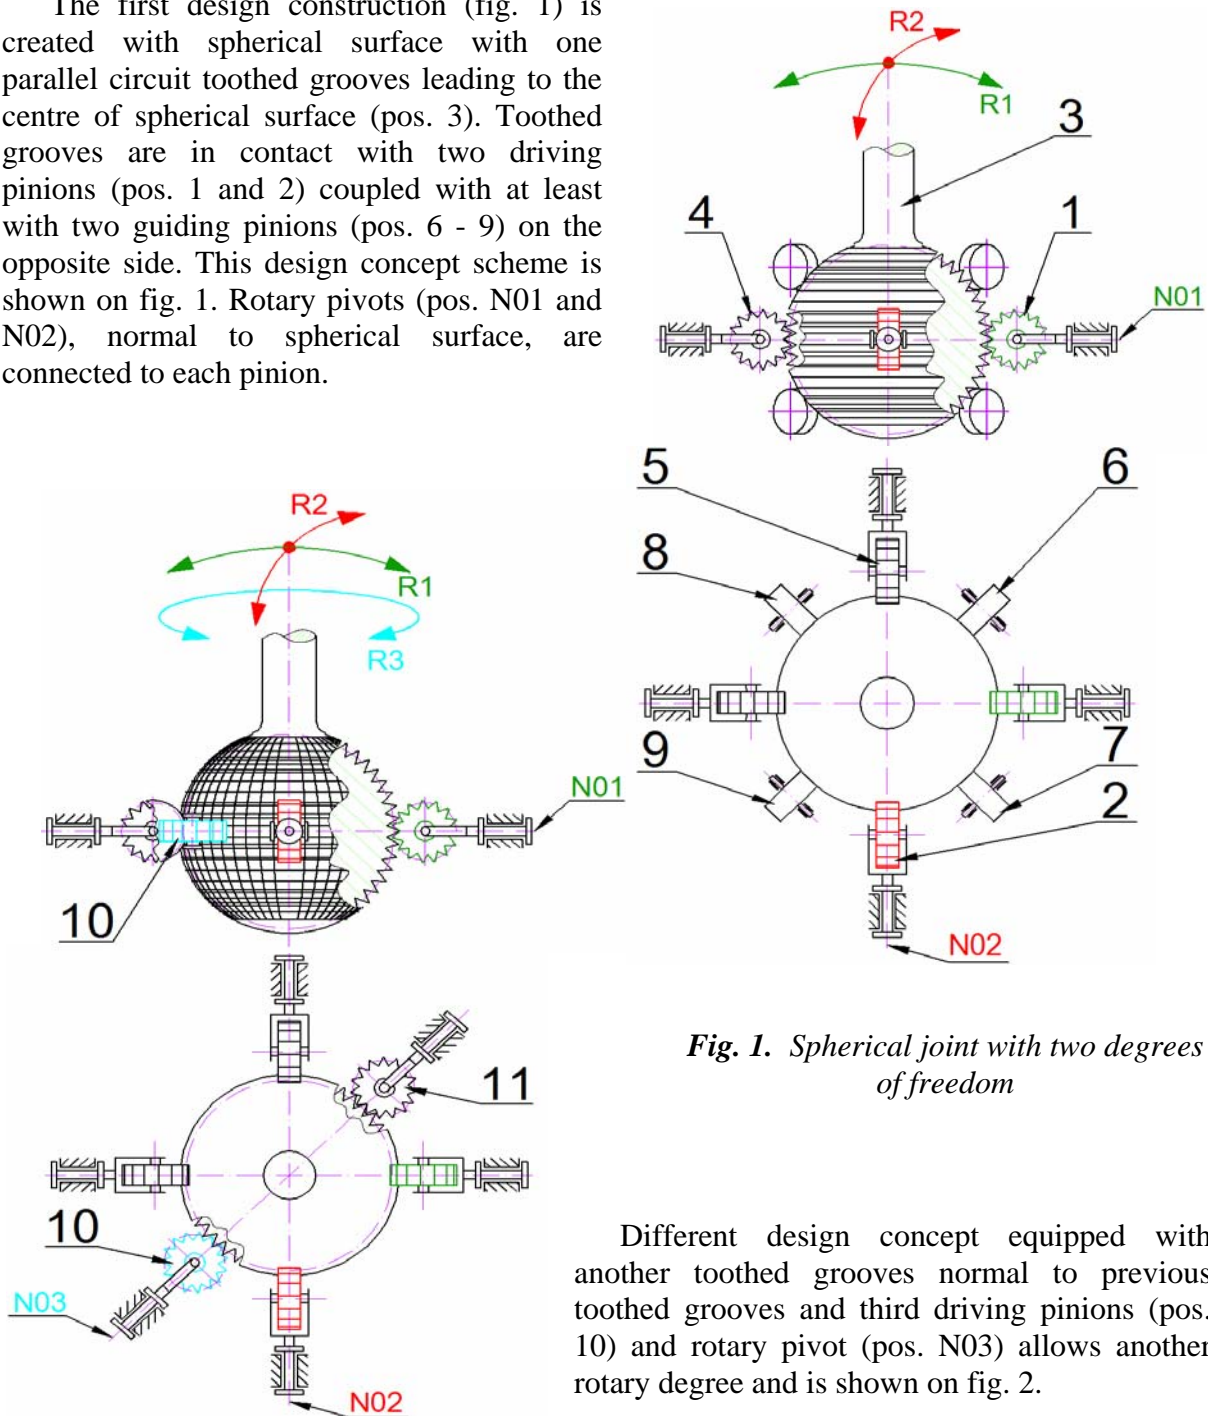 The first design construction (fig. 1) is
created with spherical surface with one
parallel circuit toothed grooves leading to the
centre of spherical surface (pos. 3). Toothed
grooves are in contact with two driving
pinions (pos. 1 and 2) coupled with at least
with two guiding pinions (pos. 6 - 9) on the
opposite side. This design concept scheme is
shown on fig. 1. Rotary pivots (pos. N01 and
N02), normal to spherical surface, are
connected to each pinion.
R2
R1
3
4
1
N01
5
6
8
9
7
2
N02
Fig. 1. Spherical joint with two degrees
of freedom
R2
R1
R3
N01
10
11
10
N03
N02
Different design concept equipped with
another toothed grooves normal to previous
toothed grooves and third driving pinions (pos.
10) and rotary pivot (pos. N03) allows another
rotary degree and is shown on fig. 2.